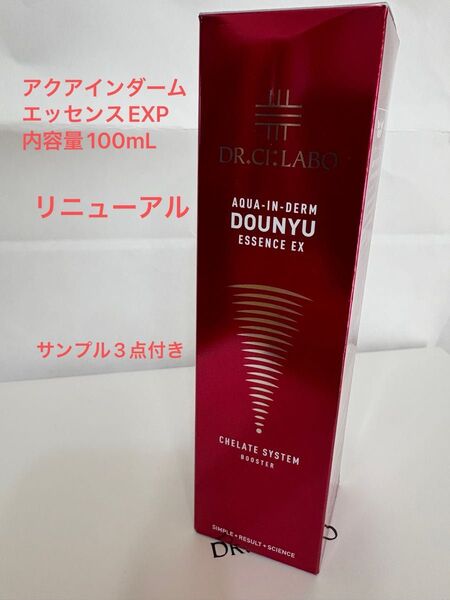 アクアインダーム
エッセンスEXP
内容量100mL
リニューアル
サンプル3点付き
DR.CI:LABO
AQUA-IN-DERM
DOUNYU
ESSENCE EX
CHELATE SYSTEM
BOOSTER
SIMPLE+RESULT+SCIENCE